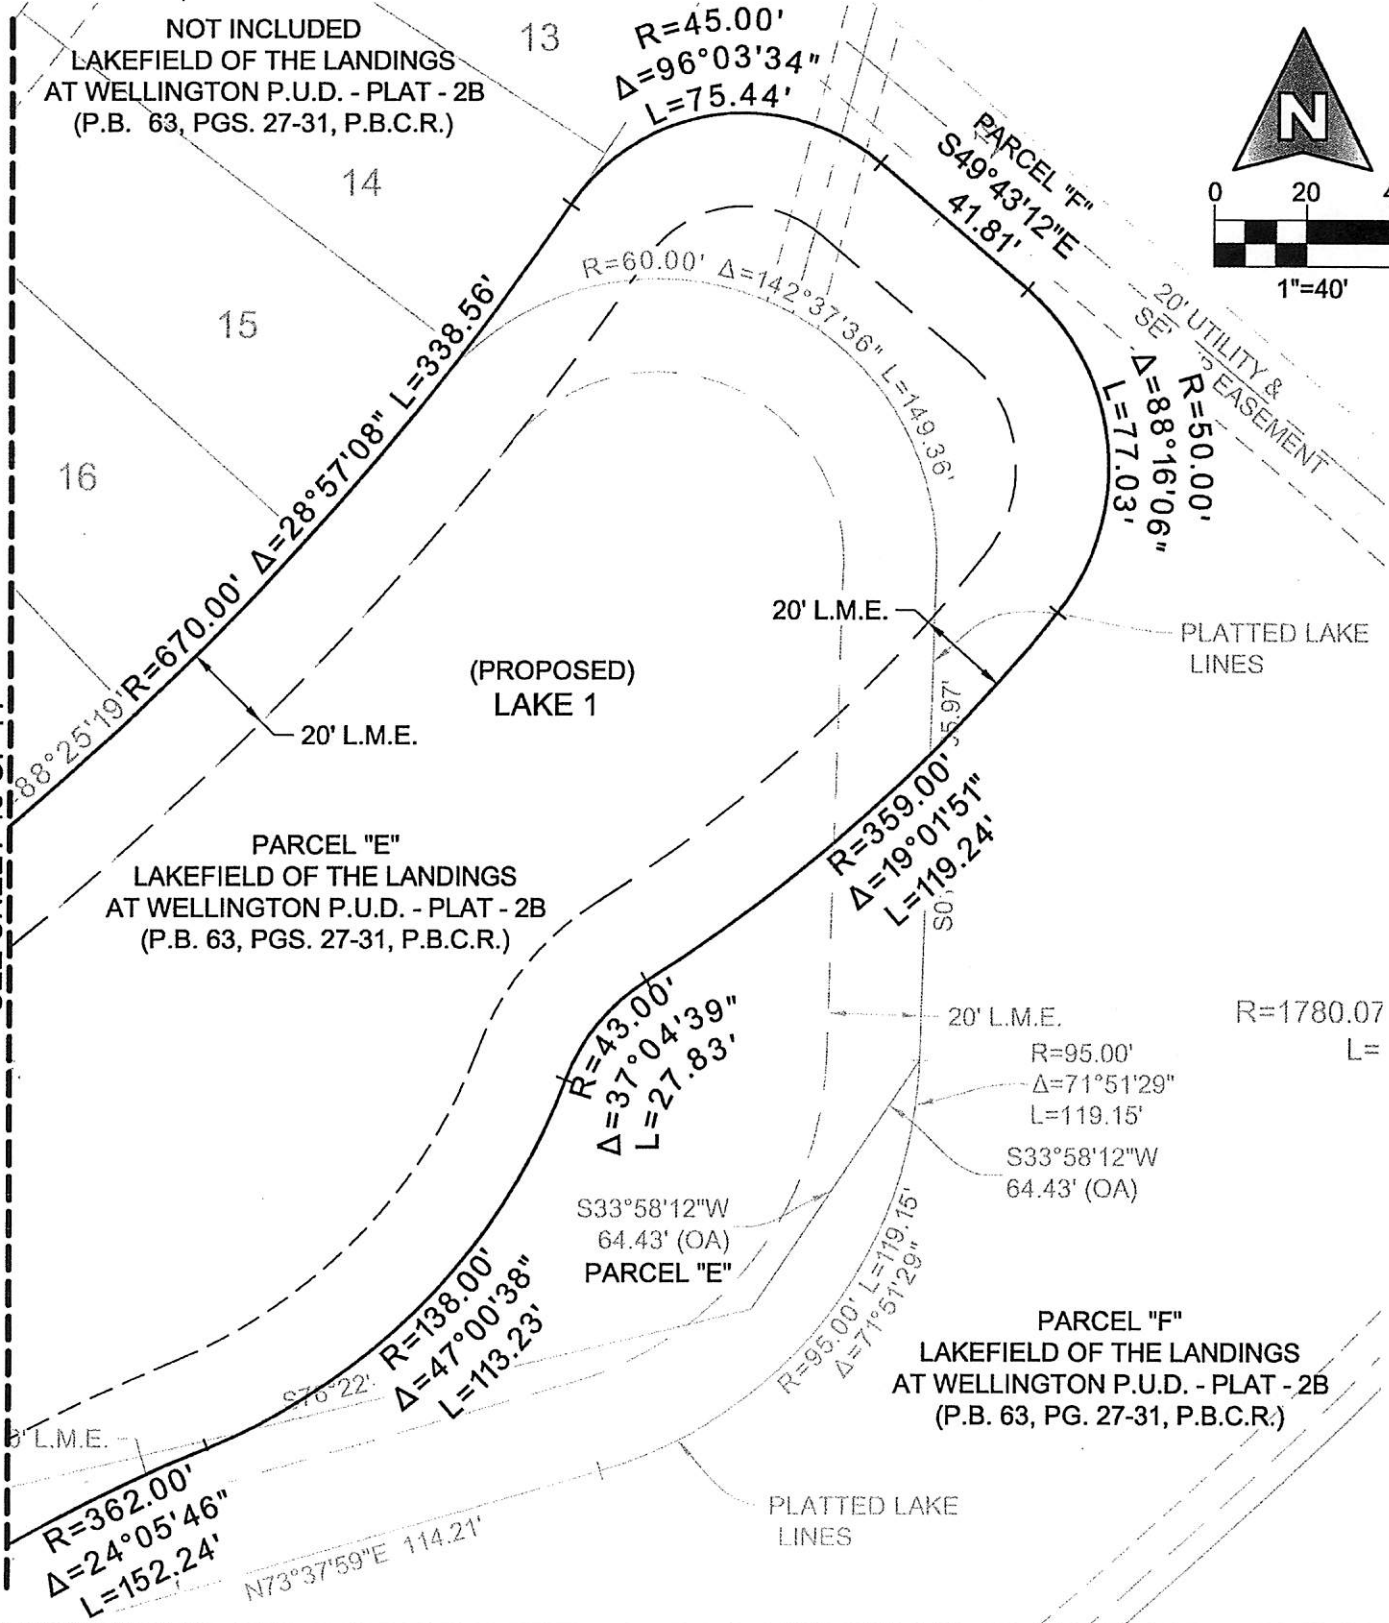 NOT INCLUDED
LAKEFIELD OF THE LANDINGS
AT WELLINGTON P.U.D. - PLAT - 2B
(P.B. 63, PGS. 27-31, P.B.C.R.)
13
R=45.00'
Δ=96°03'34"
L=75.44'
PARCEL "F"
S49°43'12"E
41.81'
N
0 20
1"=40'
14
15
16
R=60.00' Δ=142°37'36" L=149.36'
20' UTILITY &
EASEMENT
R=50.00'
Δ=88°16'06"
L=77.03'
R=670.00' Δ=28°57'08" L=338.56'
88°25'19"
20' L.M.E.
PLATTED LAKE
LINES
(PROPOSED)
LAKE 1
20' L.M.E.
PARCEL "E"
LAKEFIELD OF THE LANDINGS
AT WELLINGTON P.U.D. - PLAT - 2B
(P.B. 63, PGS. 27-31, P.B.C.R.)
R=359.00'
Δ=19°01'51"
L=119.24'
R=43.00'
Δ=37°04'39"
L=27.83'
20' L.M.E.
R=1780.07
L=
R=95.00'
Δ=71°51'29"
L=119.15'
S33°58'12"W
64.43' (OA)
S33°58'12"W
64.43' (OA)
PARCEL "E"
R=95.00' L=119.15'
Δ=71°51'29"
R=138.00'
Δ=47°00'38"
L=113.23'
S76°22'
PARCEL "F"
LAKEFIELD OF THE LANDINGS
AT WELLINGTON P.U.D. - PLAT - 2B
(P.B. 63, PG. 27-31, P.B.C.R.)
L.M.E.
R=362.00'
Δ=24°05'46"
L=152.24'
N73°37'59"E 114.21'
PLATTED LAKE
LINES